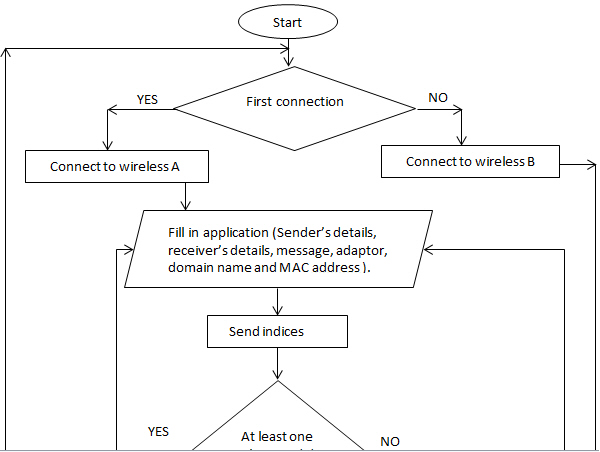 Start
First connection
YES
NO
Connect to wireless A
Connect to wireless B
Fill in application (Sender's details,
receiver's details, message, adaptor,
domain name and MAC address ).
Send indices
YES
At least one
NO